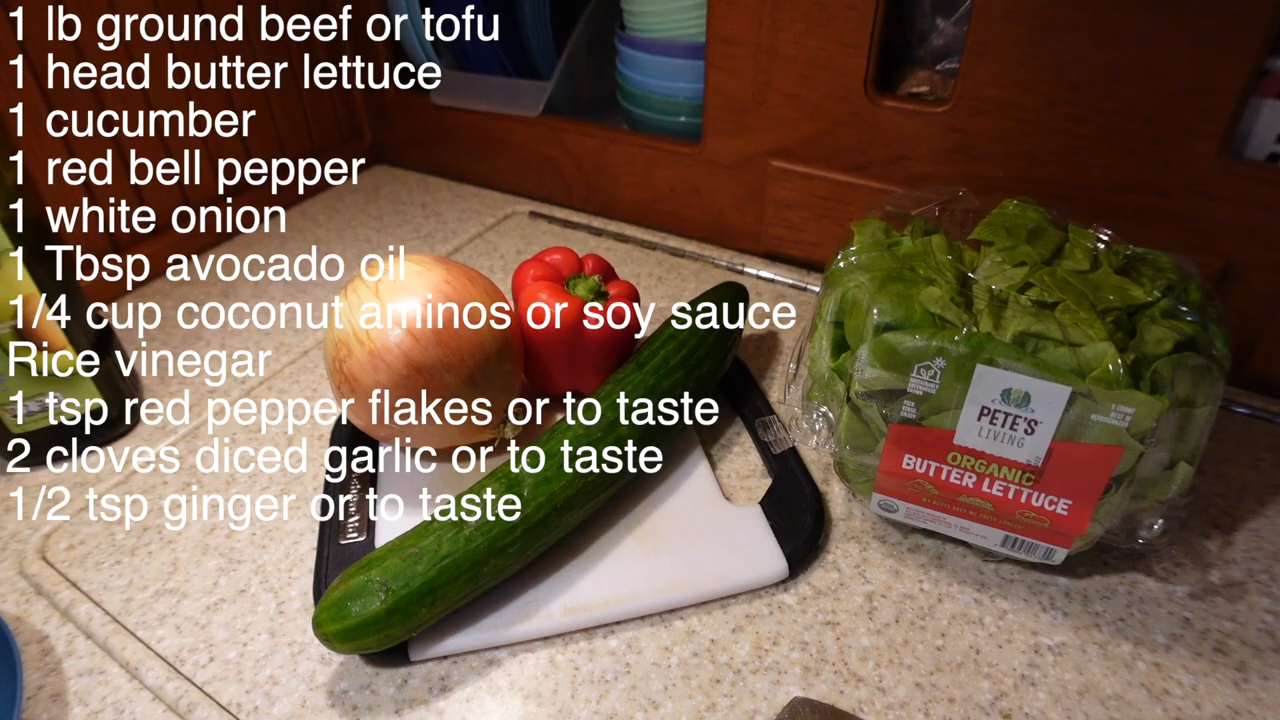 1 lb ground beef or tofu
1 head butter lettuce
1 cucumber
1 red bell pepper
1 white onion
1 Tbsp avocado oil
1/4 cup coconut aminos or soy sauce
Rice vinegar
1 tsp red pepper flakes or to taste
2 cloves diced garlic or to taste
1/2 tsp ginger or to taste
PETE'S
LIVING
ORGANIC
BUTTER LETTUCE